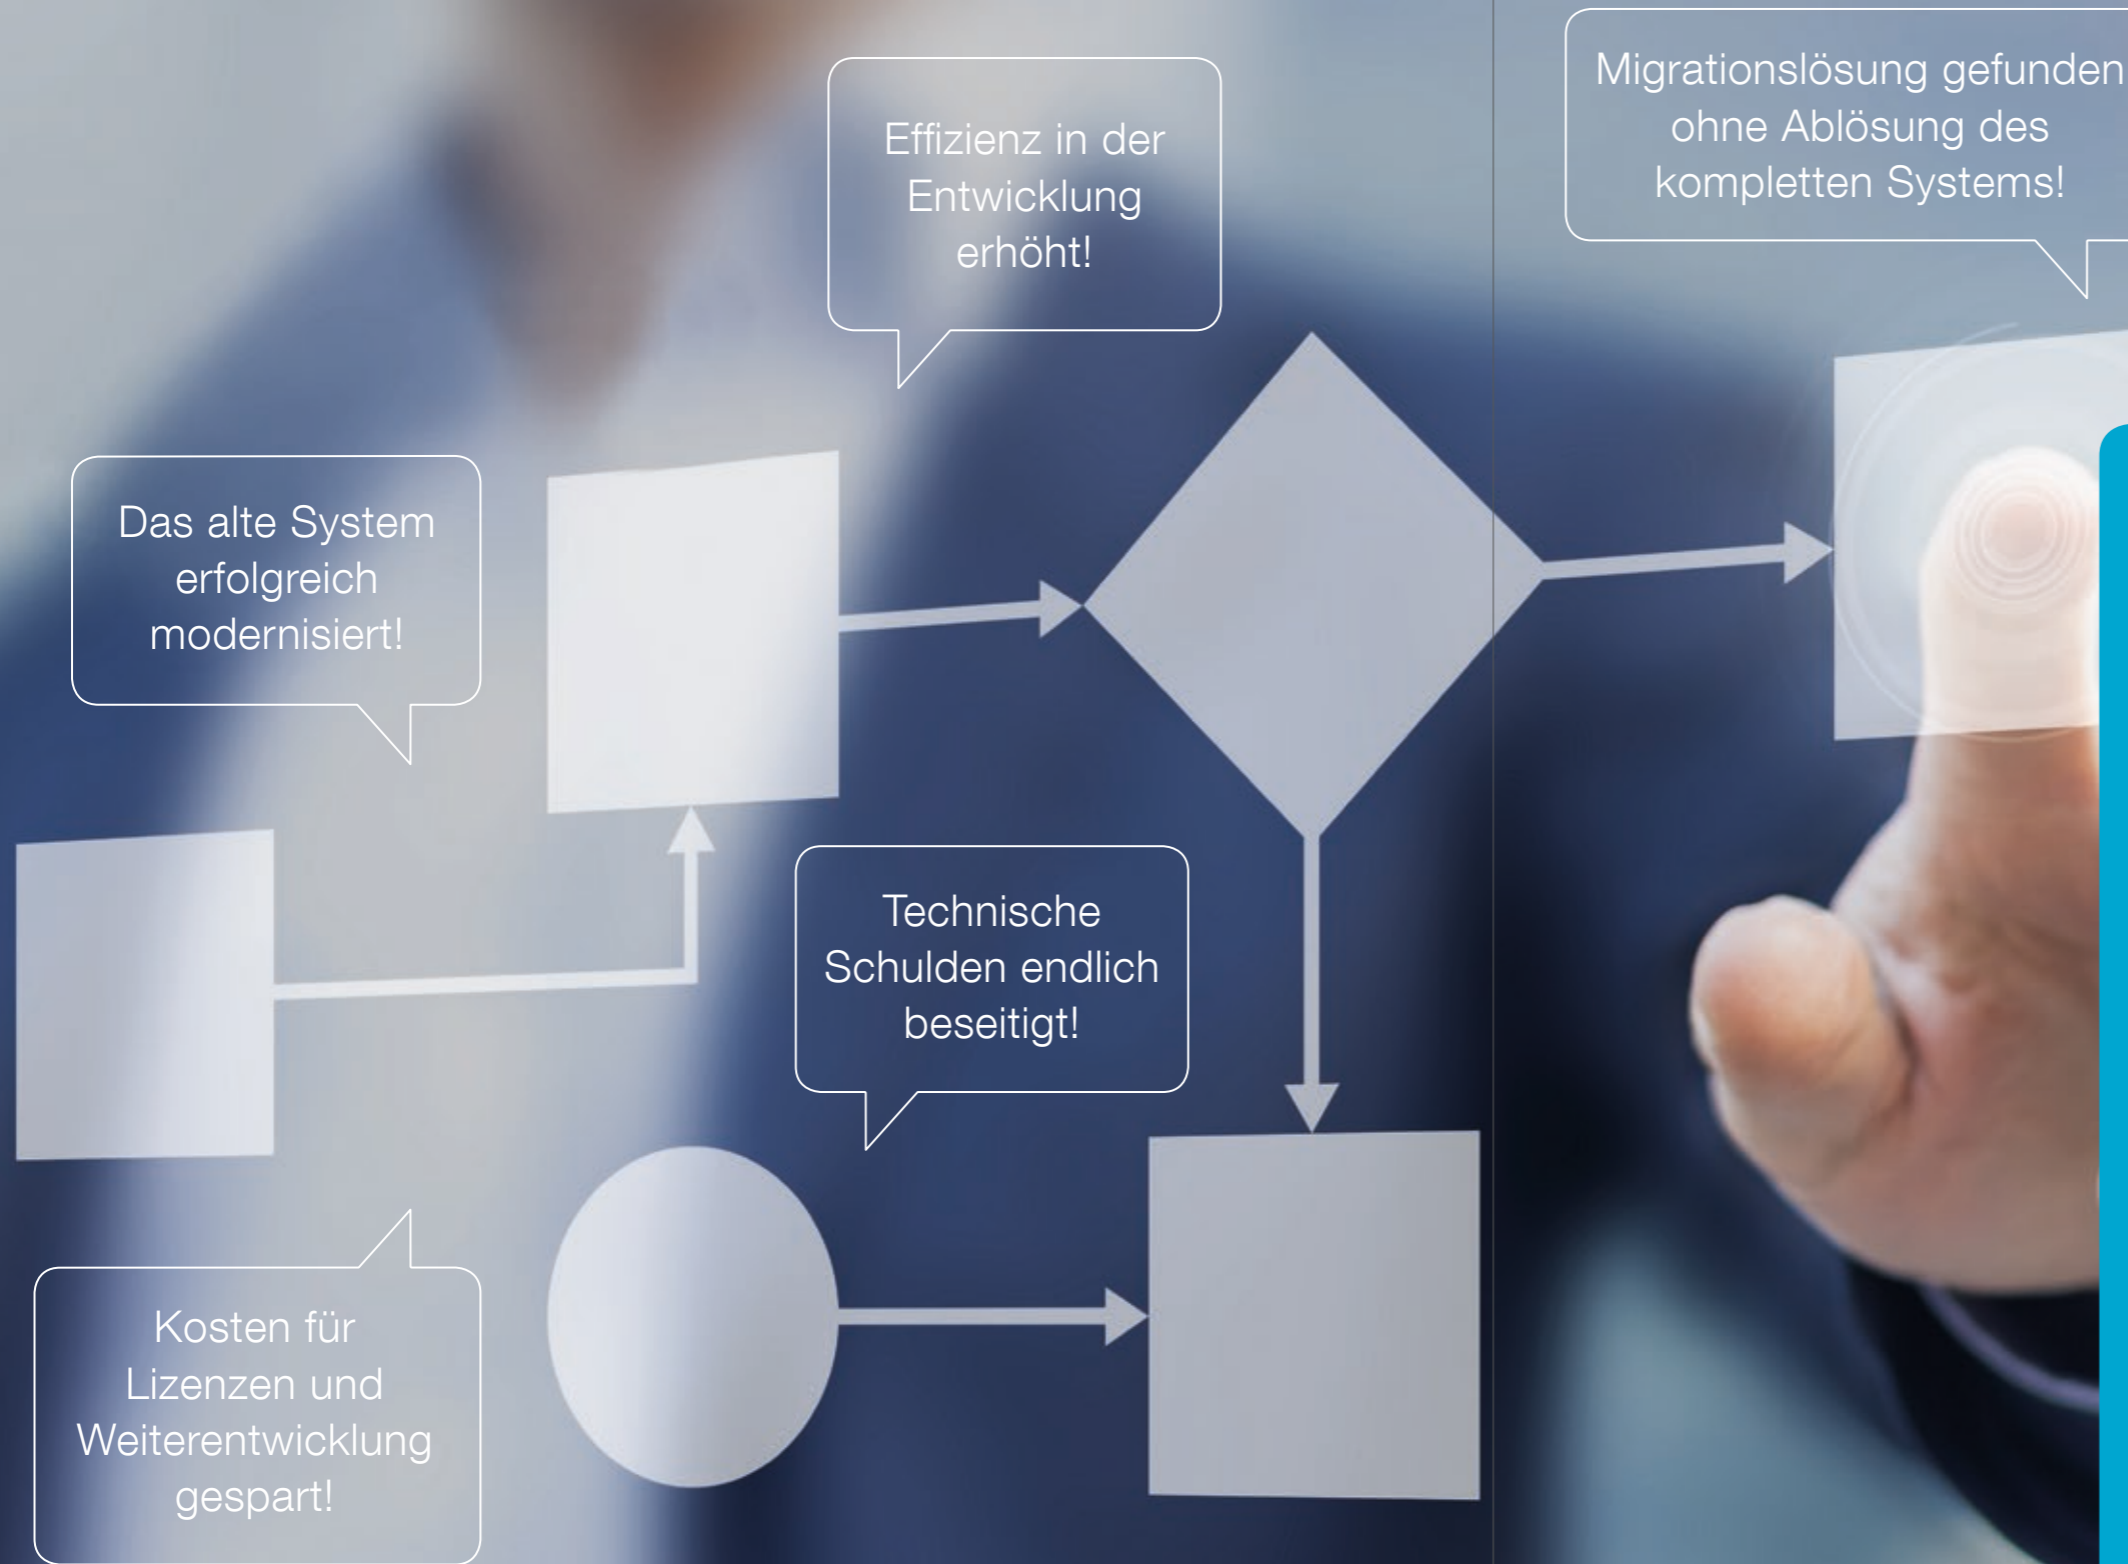 Migrationslösung gefunden
ohne Ablösung des
kompletten Systems!
Effizienz in der
Entwicklung
erhöht!
Das alte System
erfolgreich
modernisiert!
Technische
Schulden endlich
beseitigt!
Kosten für
Lizenzen und
Weiterentwicklung
gespart!